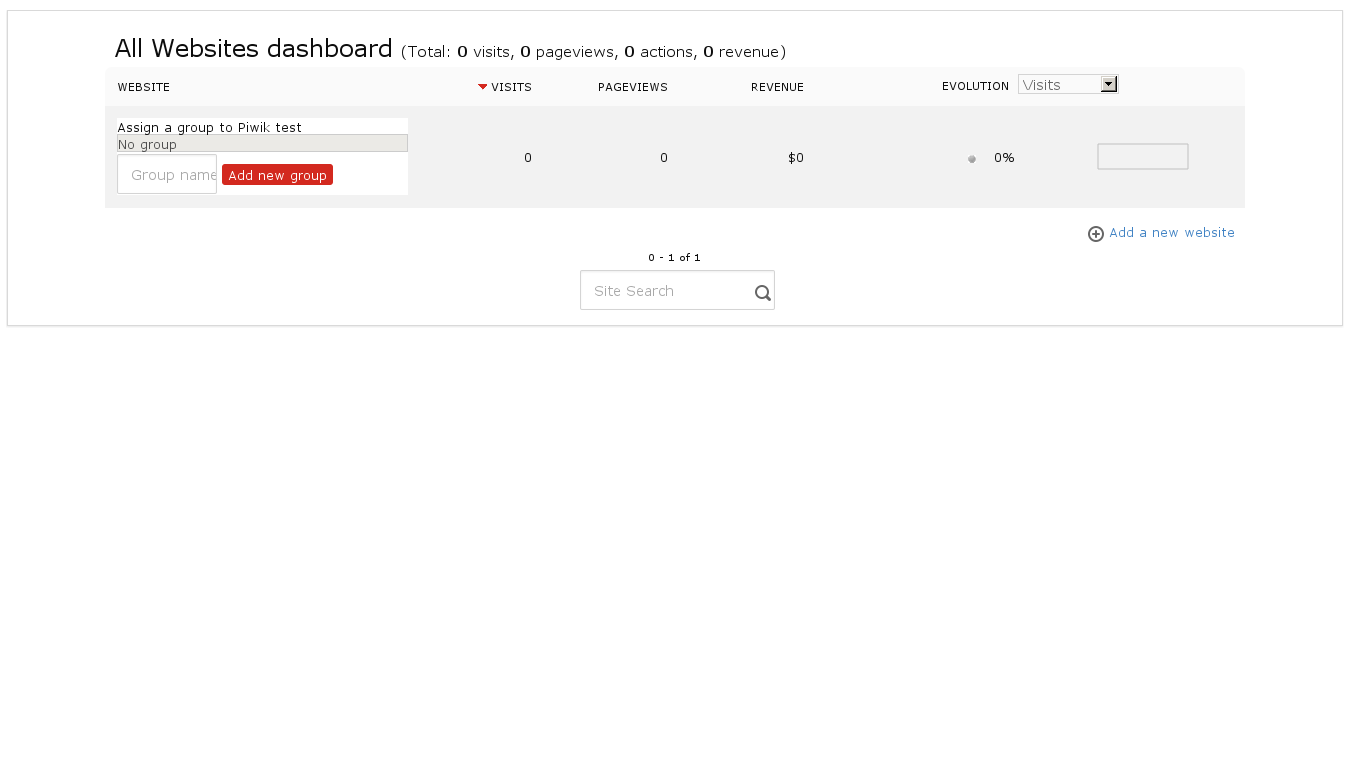 All Websites dashboard (Total: 0 visits, 0 pageviews, 0 actions, 0 revenue)
WEBSITE VISITS PAGEVIEWS REVENUE EVOLUTION Visits
Assign a group to Piwik test
No group
0 0 $0 0%
Group name Add new group
Add a new website
0 - 1 of 1
Site Search